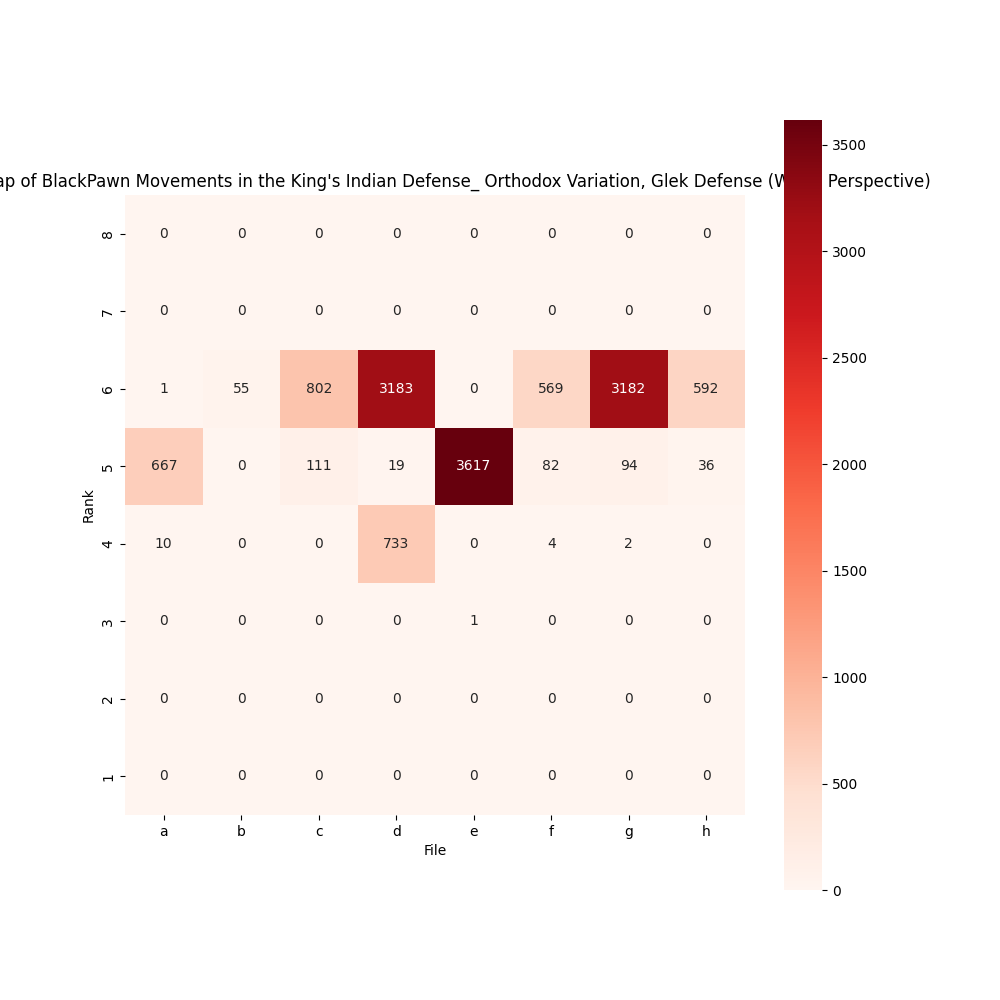 of BlackPawn Movements in the King's Indian Defense_ Orthodox Variation, Glek Defense ( Perspective)
3500
8 0 0 0 0 0 0 0 0
3000
7 0 0 0 0 0 0 0 0
6 1 55 802 3183 0 569 3182 592
2500
5 667 0 111 19 3617 82 94 36
2000
Rank
4 10 0 0 733 0 4 2 0
1500
3 0 0 0 0 1 0 0 0
1000
2 0 0 0 0 0 0 0 0
1 0 0 0 0 0 0 0 0
500
a b c d e f g h
File
0